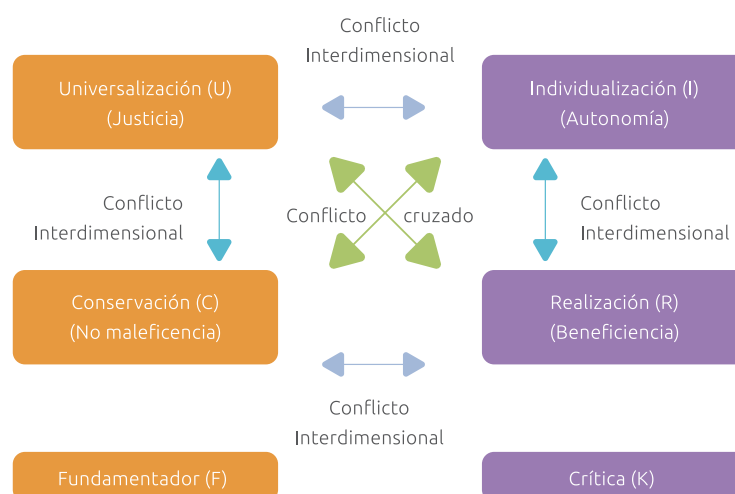 Conflicto
Interdimensional
Universalización (U)
(Justicia)
Individualización (I)
(Autonomía)
Conflicto
Interdimensional
Conflicto cruzado
Conflicto
Interdimensional
Conservación (C)
(No maleficencia)
Realización (R)
(Beneficiencia)
Conflicto
Interdimensional
Fundamentador (F)
Crítica (K)